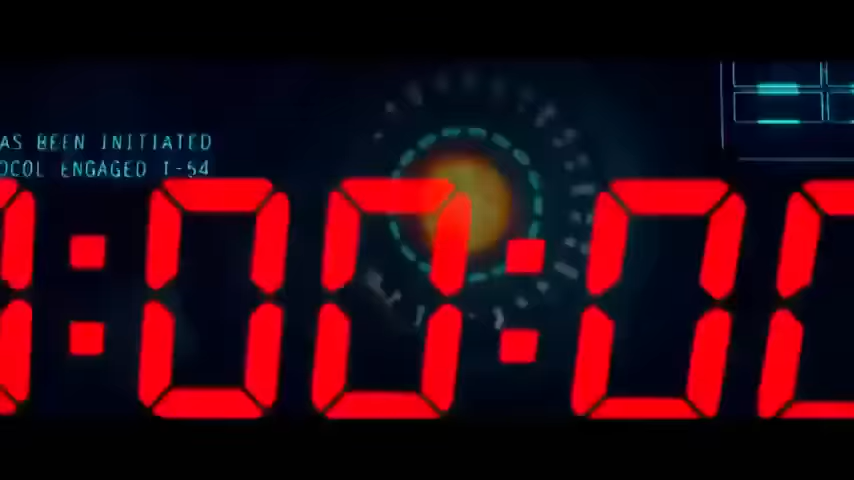 AS BEEN INITIATED
OCOL ENGAGED T-54
:00:00